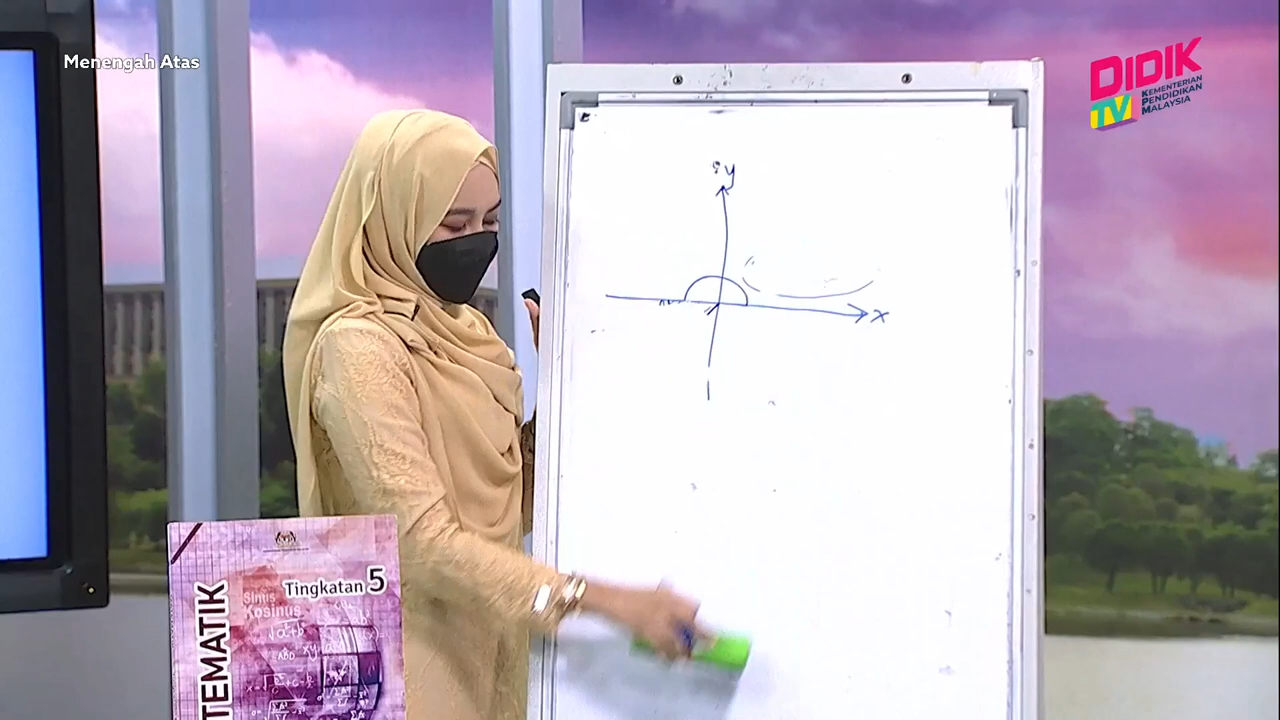 Menengah Atas
DIDIK
TV
KEMENTERIAN
PENDIDIKAN
MALAYSIA
y
x
Tingkatan 5
Sinus
Kosinus
TEMATIK